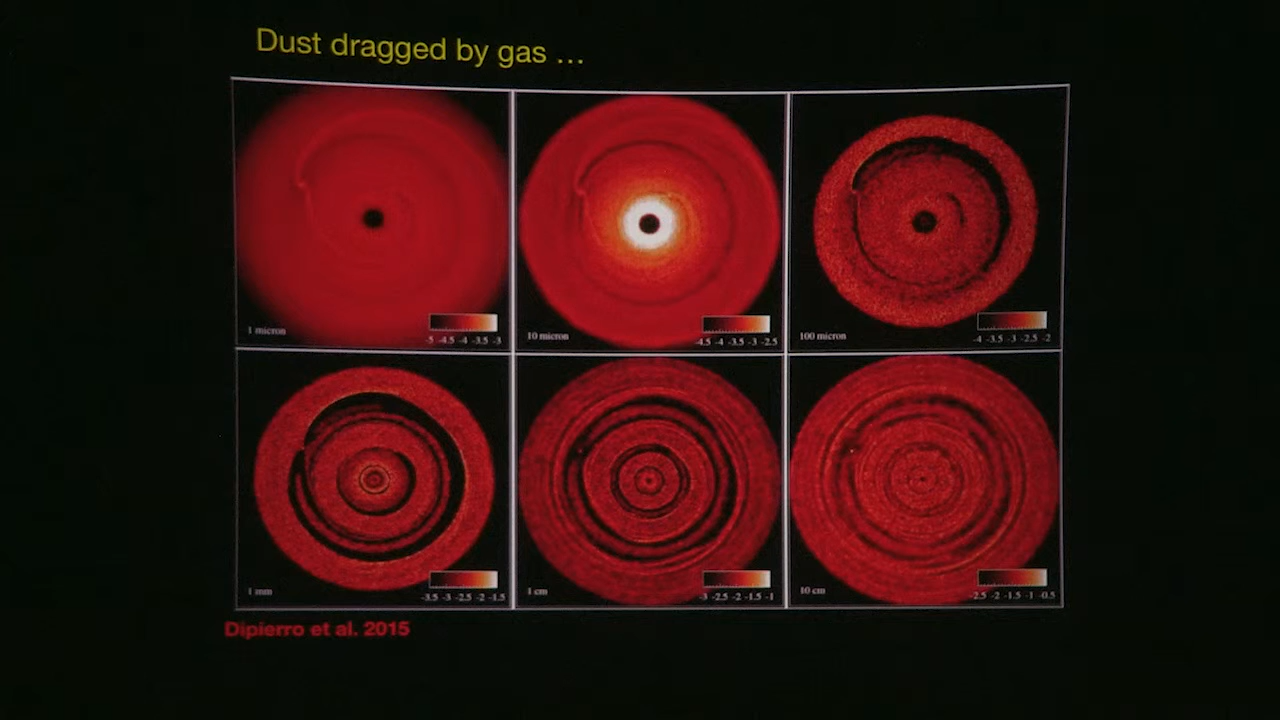 Dust dragged by gas ...
1 micron
-5 -4.5 -4 -3.5 -3
10 micron
-4.5 -4 -3.5 -3 -2.5
100 micron
-4 -3.5 -3 -2.5 -2
1 mm
-3.5 -3 -2.5 -2 -1.5
1 cm
-3 -2.5 -2 -1.5 -1
10 cm
-2.5 -2 -1.5 -1 -0.5
Dipierro et al. 2015